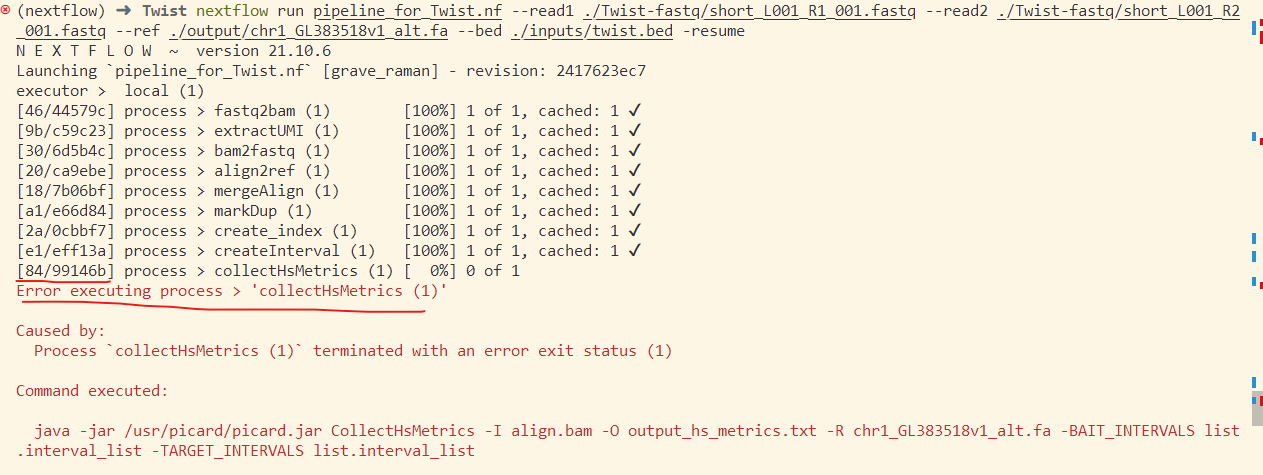 (nextflow) ➜ Twist nextflow run pipeline_for_Twist.nf --read1 ./Twist-fastq/short_L001_R1_001.fastq --read2 ./Twist-fastq/short_L001_R2
_001.fastq --ref ./output/chr1_GL383518v1_alt.fa --bed ./inputs/twist.bed -resume
N E X T F L O W ~ version 21.10.6
Launching `pipeline_for_Twist.nf` [grave_raman] - revision: 2417623ec7
executor > local (1)
[46/44579c] process > fastq2bam (1) [100%] 1 of 1, cached: 1 ✔
[9b/c59c23] process > extractUMI (1) [100%] 1 of 1, cached: 1 ✔
[30/6d5b4c] process > bam2fastq (1) [100%] 1 of 1, cached: 1 ✔
[20/ca9ebe] process > align2ref (1) [100%] 1 of 1, cached: 1 ✔
[18/7b06bf] process > mergeAlign (1) [100%] 1 of 1, cached: 1 ✔
[a1/e66d84] process > markDup (1) [100%] 1 of 1, cached: 1 ✔
[2a/0cbbf7] process > create_index (1) [100%] 1 of 1, cached: 1 ✔
[e1/eff13a] process > createInterval (1) [100%] 1 of 1, cached: 1 ✔
[84/99146b] process > collectHsMetrics (1) [ 0%] 0 of 1
Error executing process > 'collectHsMetrics (1)'
Caused by:
Process `collectHsMetrics (1)` terminated with an error exit status (1)
Command executed:
java -jar /usr/picard/picard.jar CollectHsMetrics -I align.bam -O output_hs_metrics.txt -R chr1_GL383518v1_alt.fa -BAIT_INTERVALS list
.interval_list -TARGET_INTERVALS list.interval_list